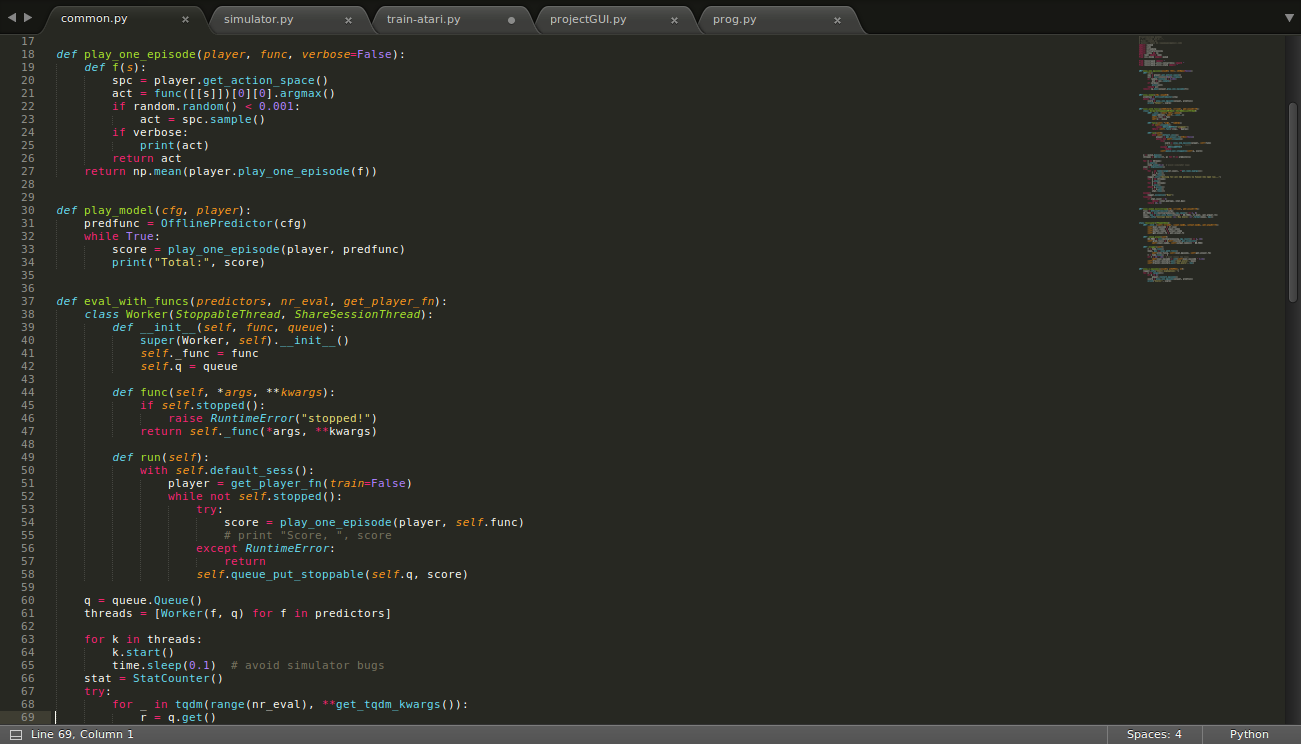 common.py × simulator.py × train-atari.py projectGUI.py × prog.py ×
17
18 def play_one_episode(player, func, verbose=False):
19     def f(s):
20         spc = player.get_action_space()
21         act = func([[s]])[0][0].argmax()
22         if random.random() < 0.001:
23             act = spc.sample()
24         if verbose:
25             print(act)
26         return act
27     return np.mean(player.play_one_episode(f))
28
29
30 def play_model(cfg, player):
31     predfunc = OfflinePredictor(cfg)
32     while True:
33         score = play_one_episode(player, predfunc)
34         print("Total:", score)
35
36
37 def eval_with_funcs(predictors, nr_eval, get_player_fn):
38     class Worker(StoppableThread, ShareSessionThread):
39         def __init__(self, func, queue):
40             super(Worker, self).__init__()
41             self._func = func
42             self.q = queue
43
44         def func(self, *args, **kwargs):
45             if self.stopped():
46                 raise RuntimeError("stopped!")
47             return self._func(*args, **kwargs)
48
49         def run(self):
50             with self.default_sess():
51                 player = get_player_fn(train=False)
52                 while not self.stopped():
53                     try:
54                         score = play_one_episode(player, self.func)
55                         # print "Score, ", score
56                     except RuntimeError:
57                         return
58                     self.queue_put_stoppable(self.q, score)
59
60     q = queue.Queue()
61     threads = [Worker(f, q) for f in predictors]
62
63     for k in threads:
64         k.start()
65         time.sleep(0.1)  # avoid simulator bugs
66     stat = StatCounter()
67     try:
68         for _ in tqdm(range(nr_eval), **get_tqdm_kwargs()):
69             r = q.get()
Line 69, Column 1 Spaces: 4 Python